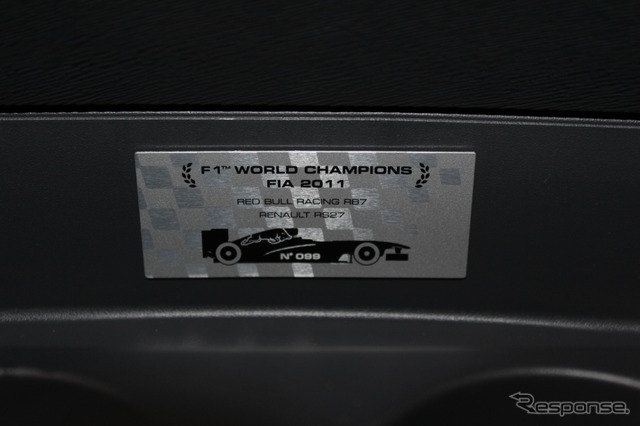 F1™ WORLD CHAMPIONS
FIA 2011
RED BULL RACING RB7
RENAULT RS27
N° 099
Response.